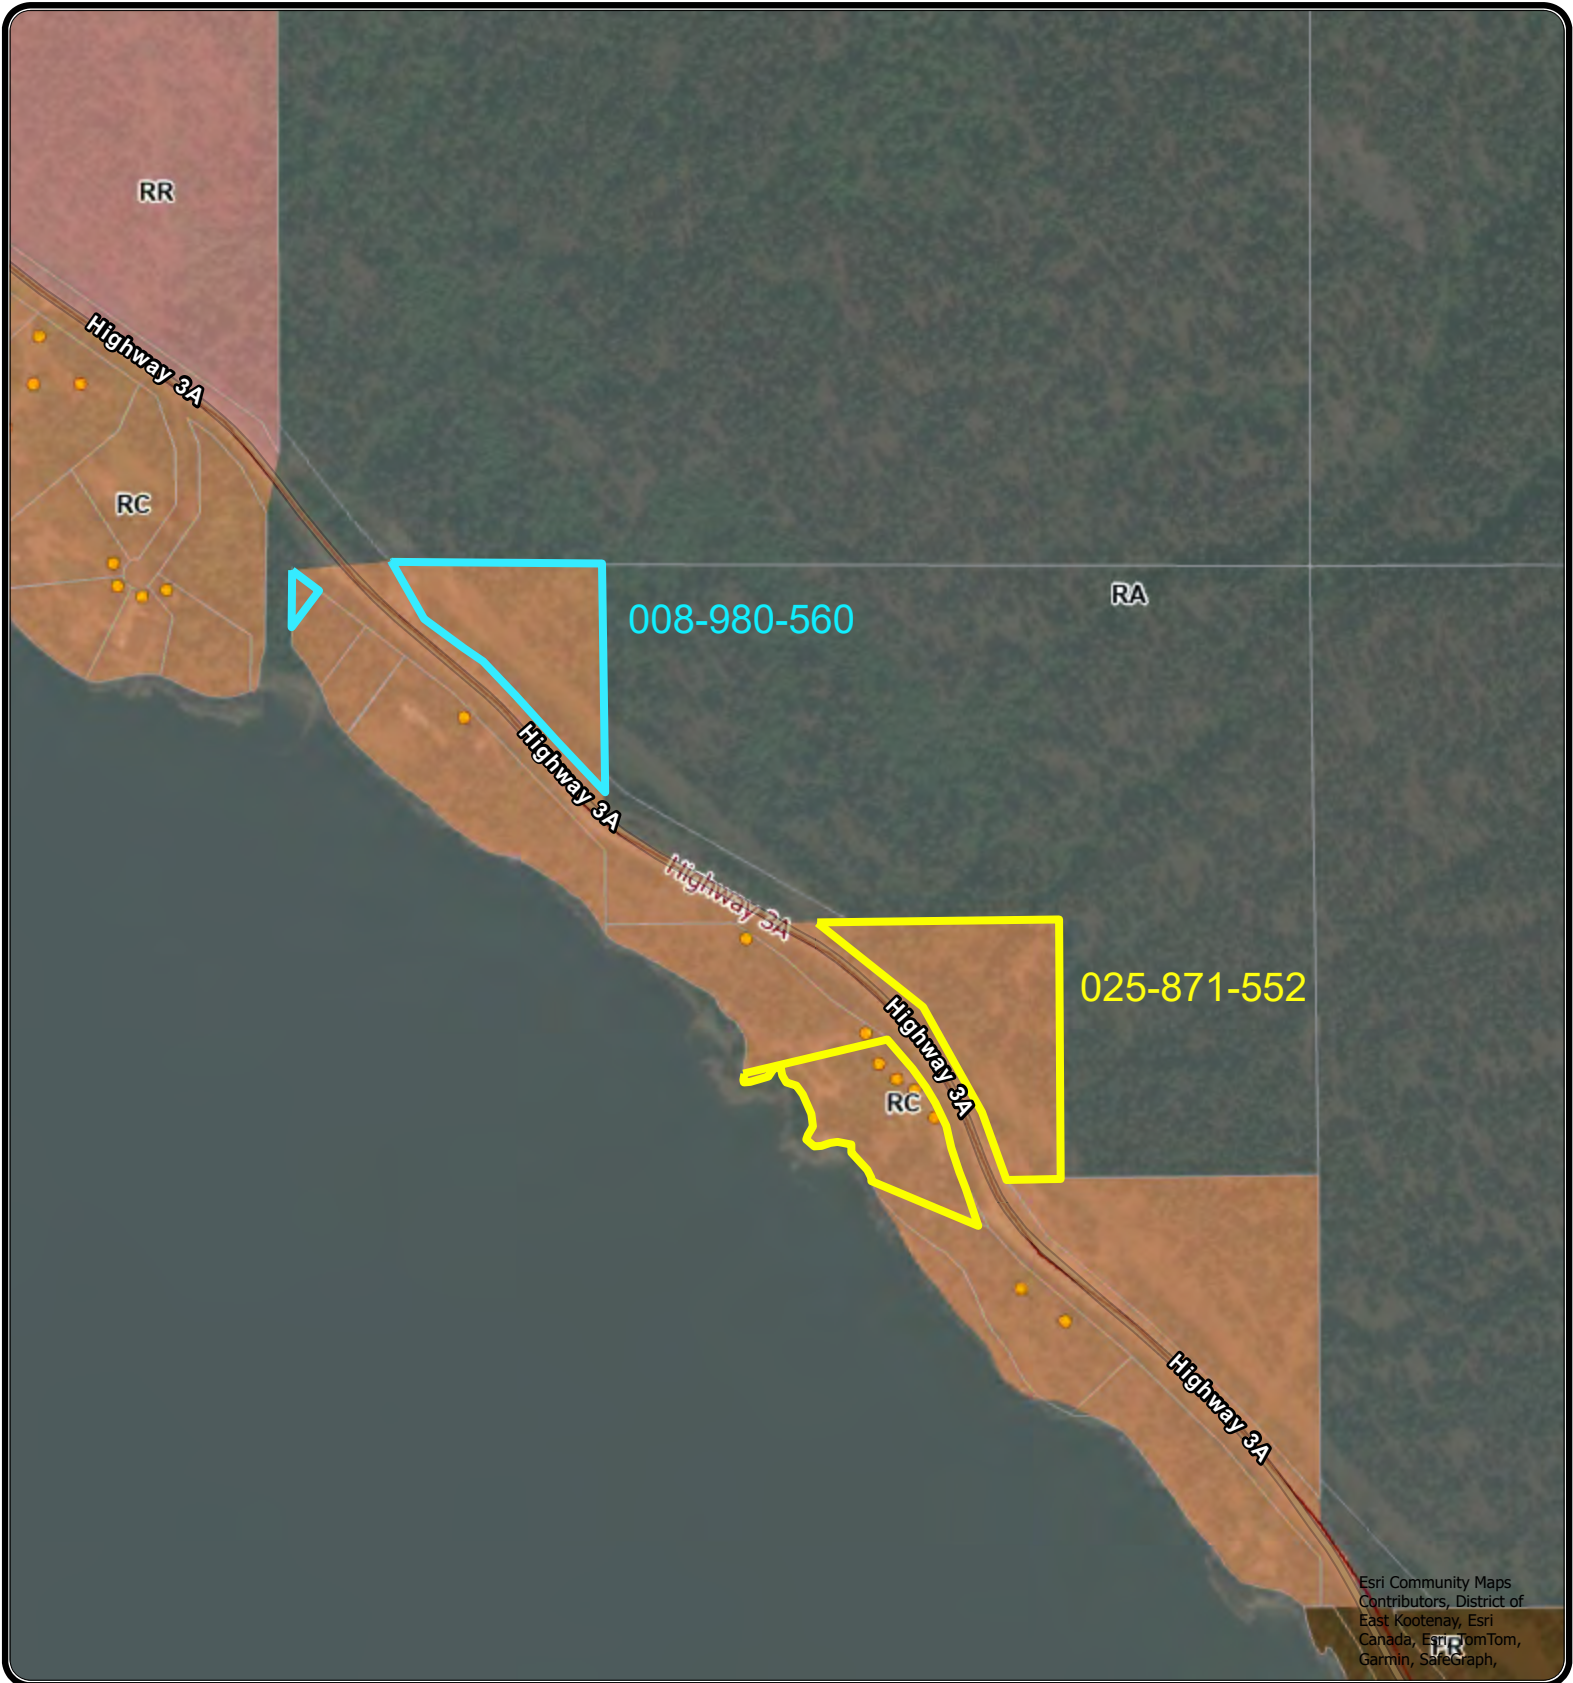 RR
Highway 3A
RC
RA
008-980-560
Highway 3A
Highway 3A
025-871-552
Highway 3A
RC
Highway 3A
Esri Community Maps
Contributors, District of
East Kootenay, Esri
Canada, Esri, TomTom,
Garmin, SafeGraph,
FR